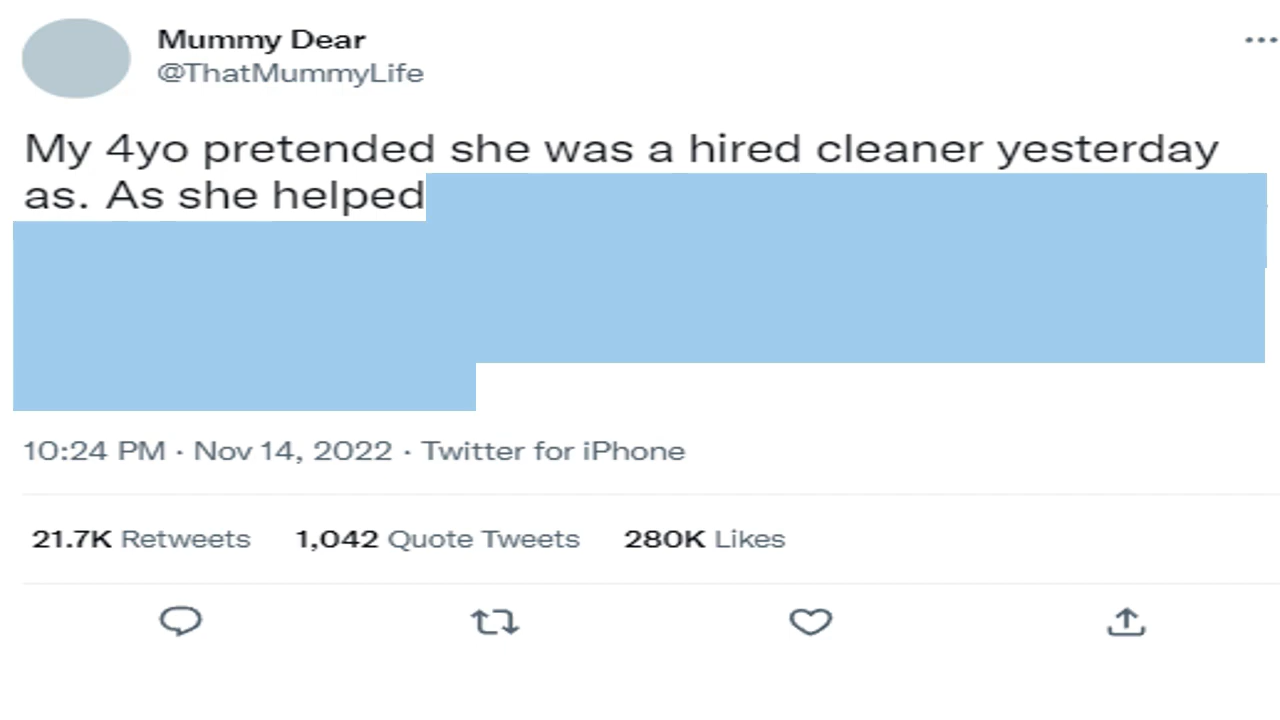 Mummy Dear
@ThatMummyLife
My 4yo pretended she was a hired cleaner yesterday
as. As she helped
10:24 PM · Nov 14, 2022 · Twitter for iPhone
21.7K Retweets 1,042 Quote Tweets 280K Likes